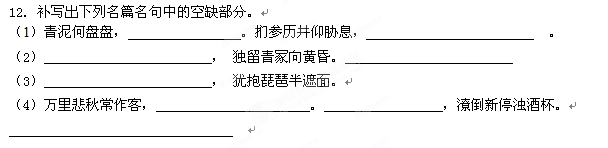 12. 补写出下列名篇名句中的空缺部分。
（1）青泥何盘盘，________________。扪参历井仰胁息，____________________ 。
（2）____________________， 独留青冢向黄昏。____________________
（3）____________________， 犹抱琵琶半遮面。
（4）万里悲秋常作客，__________________。________________，潦倒新停浊酒杯。
____________________________